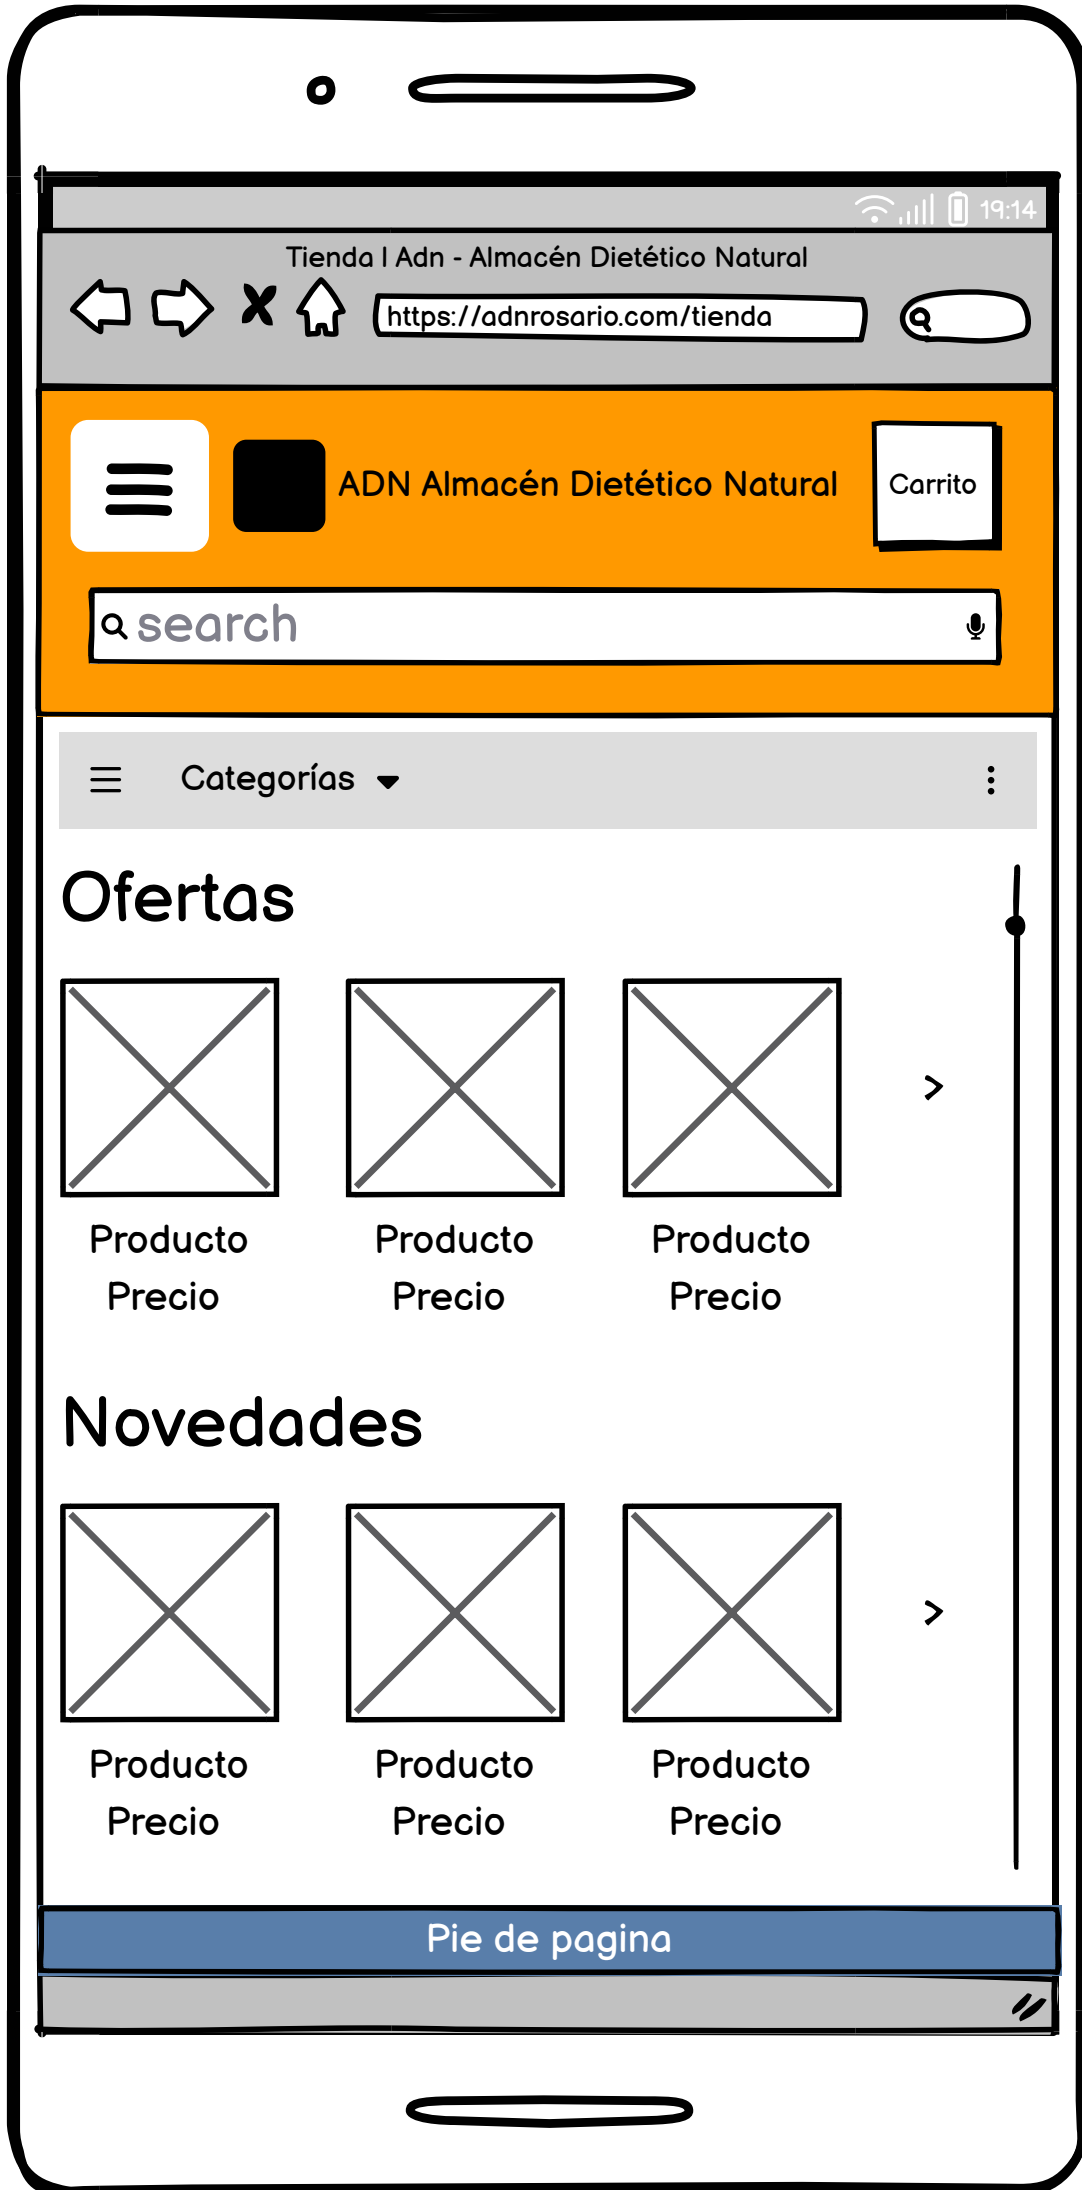 19:14
Tienda | Adn - Almacén Dietético Natural
https://adnrosario.com/tienda
ADN Almacén Dietético Natural
Carrito
search
Categorías
Ofertas
Producto Producto Producto
Precio Precio Precio
Novedades
Producto Producto Producto
Precio Precio Precio
Pie de pagina